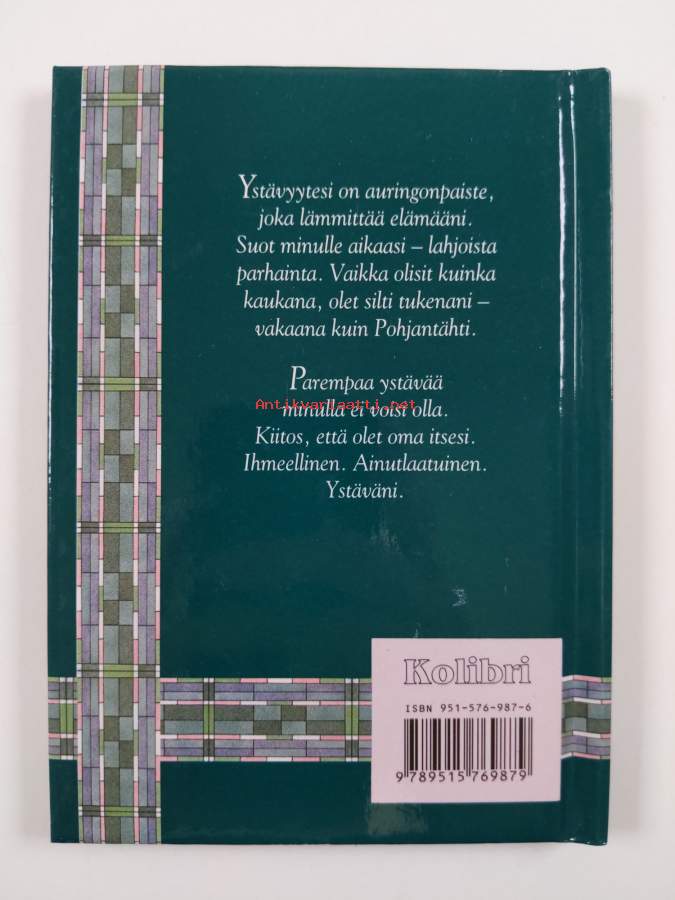 Ystävyytesi on auringonpaiste,
joka lämmittää elämääni.
Suot minulle aikaasi – lahjoista
parhainta. Vaikka olisit kuinka
kaukana, olet silti tukenani –
vakaana kuin Pohjantähti.
Parempaa ystävää
Antikvariaatti.net
minulla ei voisi olla.
Kiitos, että olet oma itsesi.
Ihmeellinen. Ainutlaatuinen.
Ystäväni.
Kolibri
ISBN 951-576-987-6
9 789515 769879